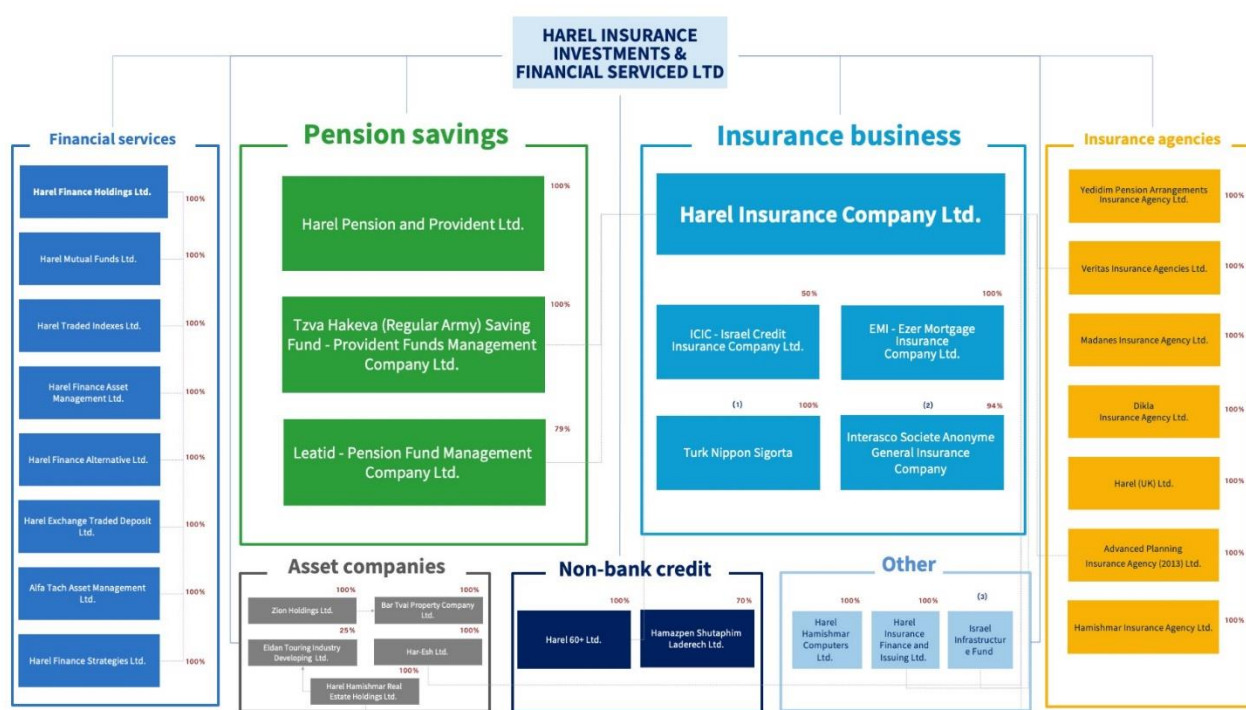 HAREL INSURANCE
INVESTMENTS &
FINANCIAL SERVICED LTD
Financial services
Harel Finance Holdings Ltd.
100%
Harel Mutual Funds Ltd.
100%
Harel Traded Indexes Ltd.
100%
Harel Finance Asset
Management Ltd.
100%
Harel Finance Alternative Ltd.
100%
Harel Exchange Traded Deposit
Ltd.
100%
Alfa Tach Asset Management
Ltd.
100%
Harel Finance Strategies Ltd.
100%
Pension savings
100%
Harel Pension and Provident Ltd.
100%
Tzva Hakeva (Regular Army) Saving
Fund - Provident Funds Management
Company Ltd.
79%
Leatid - Pension Fund Management
Company Ltd.
Insurance business
Harel Insurance Company Ltd.
50%
ICIC - Israel Credit
Insurance Company Ltd.
100%
EMI - Ezer Mortgage
Insurance
Company Ltd.
(1)
100%
Turk Nippon Sigorta
(2)
94%
Interasco Societe Anonyme
General Insurance
Company
Insurance agencies
Yedidim Pension Arrangements
Insurance Agency Ltd.
100%
Veritas Insurance Agencies Ltd.
100%
Madanes Insurance Agency Ltd.
100%
Dikla
Insurance Agency Ltd.
100%
Harel (UK) Ltd.
100%
Advanced Planning
Insurance Agency (2013) Ltd.
100%
Hamishmar Insurance Agency Ltd.
100%
Asset companies
100%
Zion Holdings Ltd.
100%
Bar Tvai Property Company
Ltd.
25%
Eldan Touring Industry
Developing Ltd.
100%
Har-Esh Ltd.
100%
Harel Hamishmar Real
Estate Holdings Ltd.
Non-bank credit
100%
Harel 60+ Ltd.
70%
Hamazpen Shutaphim
Laderech Ltd.
Other
100%
Harel
Hamishmar
Computers
Ltd.
100%
Harel
Insurance
Finance and
Issuing Ltd.
(3)
Israel
Infrastructur
e Fund